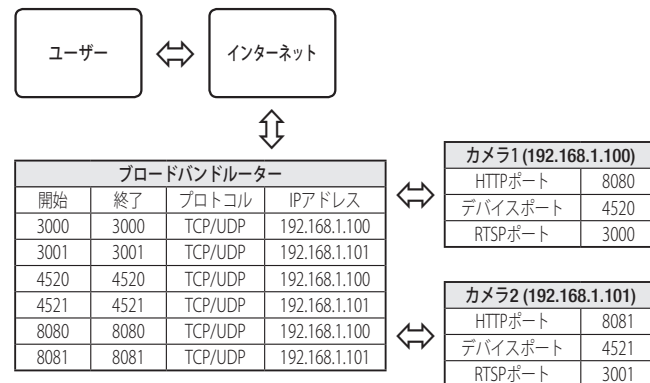 ユーザー
インターネット
ブロードバンドルーター
開始 終了 プロトコル IPアドレス
3000 3000 TCP/UDP 192.168.1.100
3001 3001 TCP/UDP 192.168.1.101
4520 4520 TCP/UDP 192.168.1.100
4521 4521 TCP/UDP 192.168.1.101
8080 8080 TCP/UDP 192.168.1.100
8081 8081 TCP/UDP 192.168.1.101
カメラ1 (192.168.1.100)
HTTPポート 8080
デバイスポート 4520
RTSPポート 3000
カメラ2 (192.168.1.101)
HTTPポート 8081
デバイスポート 4521
RTSPポート 3001